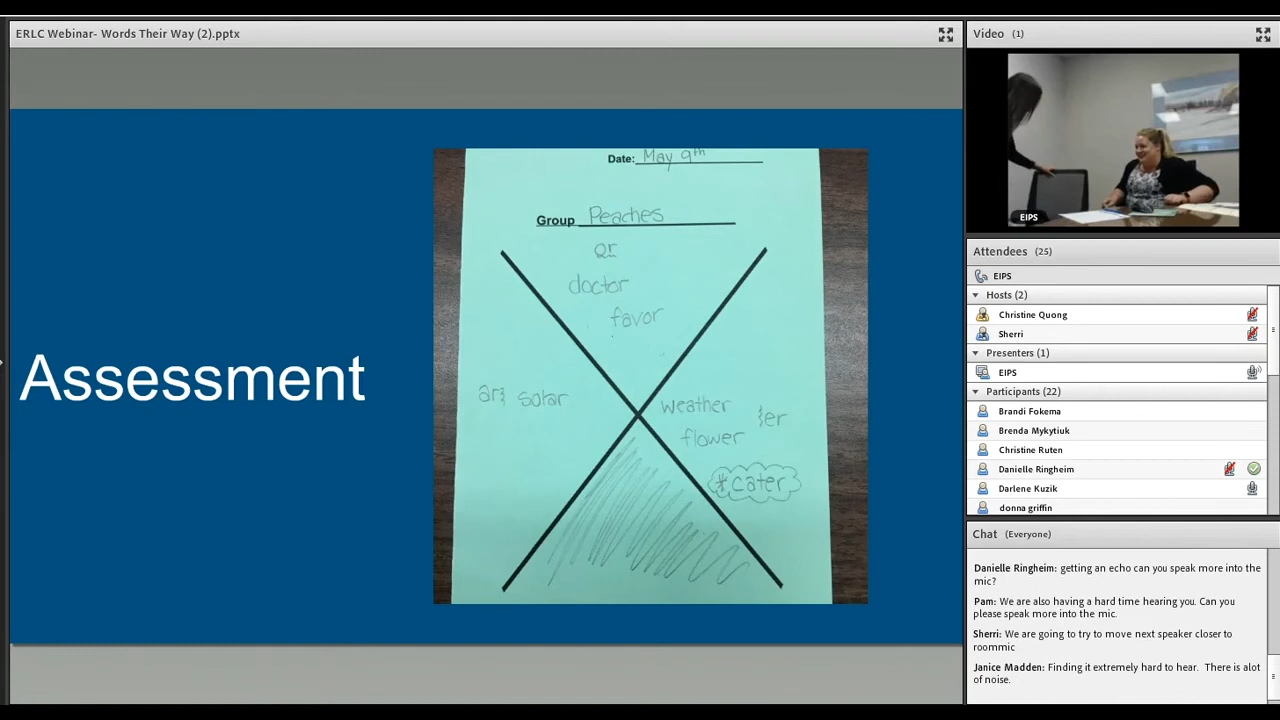 ERLC Webinar- Words Their Way (2).pptx
Assessment
Date: May 9th
Group Peaches
or
doctor
favor
ar} solar
weather
}er
flower
*cater
Video (1)
EIPS
Attendees (25)
EIPS
Hosts (2)
Christine Quong
Sherri
Presenters (1)
EIPS
Participants (22)
Brandi Fokema
Brenda Mykytiuk
Christine Ruten
Danielle Ringheim
Darlene Kuzik
donna griffin
Chat (Everyone)
Danielle Ringheim: getting an echo can you speak more into the
mic?
Pam: We are also having a hard time hearing you. Can you
please speak more into the mic.
Sherri: We are going to try to move next speaker closer to
roommic
Janice Madden: Finding it extremely hard to hear. There is alot
of noise.